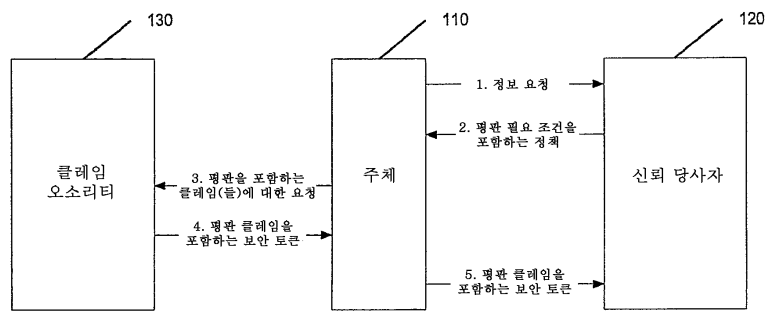 130
110
120
클레임
오소리티
주체
신뢰 당사자
1. 정보 요청
2. 평판 필요 조건을
포함하는 정책
3. 평판을 포함하는
클레임(들)에 대한 요청
4. 평판 클레임을
포함하는 보안 토큰
5. 평판 클레임을
포함하는 보안 토큰